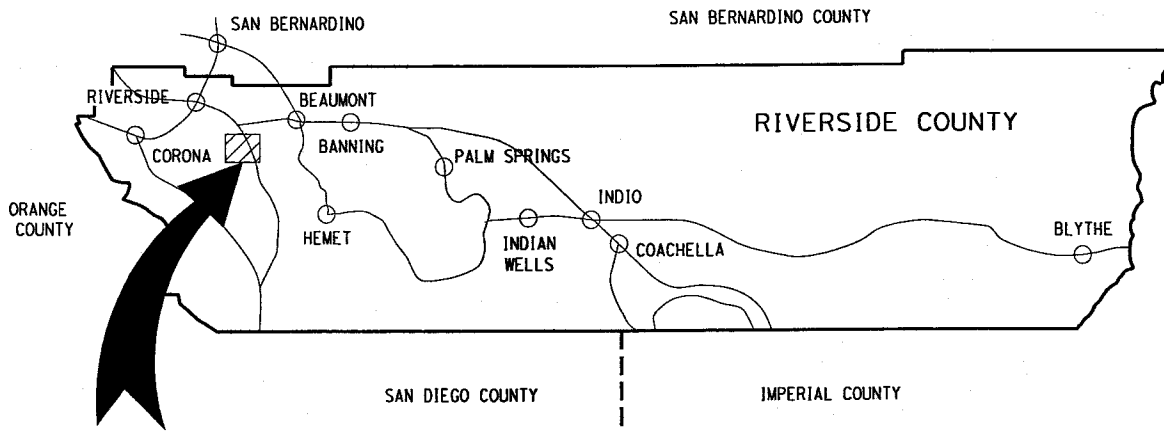 SAN BERNARDINO
SAN BERNARDINO COUNTY
RIVERSIDE
BEAUMONT
RIVERSIDE COUNTY
CORONA
BANNING
PALM SPRINGS
ORANGE
COUNTY
HEMET
INDIO
INDIAN
WELLS
COACHELLA
BLYTHE
SAN DIEGO COUNTY
IMPERIAL COUNTY